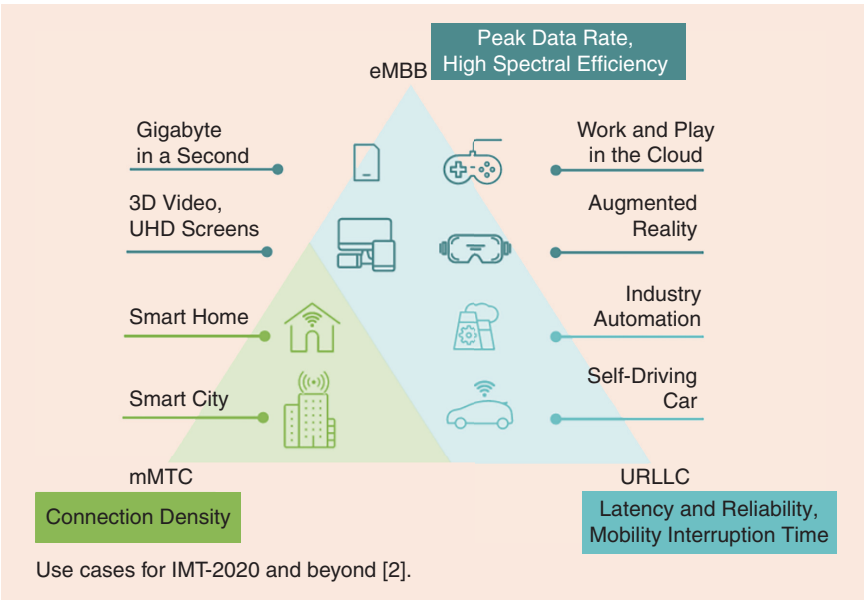 Peak Data Rate,
High Spectral Efficiency
eMBB
Gigabyte
in a Second
Work and Play
in the Cloud
3D Video,
UHD Screens
Augmented
Reality
Smart Home
Industry
Automation
Smart City
Self-Driving
Car
mMTC
URLLC
Connection Density
Latency and Reliability,
Mobility Interruption Time
Use cases for IMT-2020 and beyond [2].